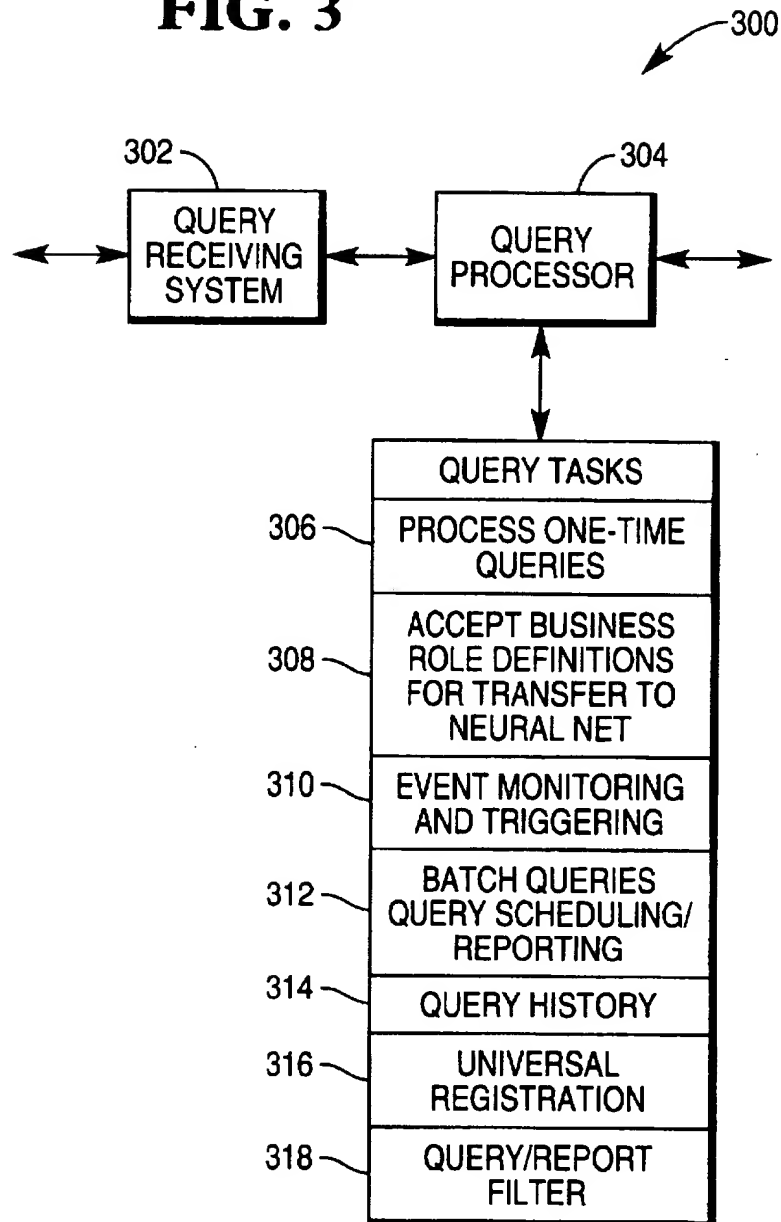 FIG. 3
300
302
304
QUERY
RECEIVING
SYSTEM
QUERY
PROCESSOR
QUERY TASKS
306
PROCESS ONE-TIME
QUERIES
308
ACCEPT BUSINESS
ROLE DEFINITIONS
FOR TRANSFER TO
NEURAL NET
310
EVENT MONITORING
AND TRIGGERING
312
BATCH QUERIES
QUERY SCHEDULING/
REPORTING
314
QUERY HISTORY
316
UNIVERSAL
REGISTRATION
318
QUERY/REPORT
FILTER